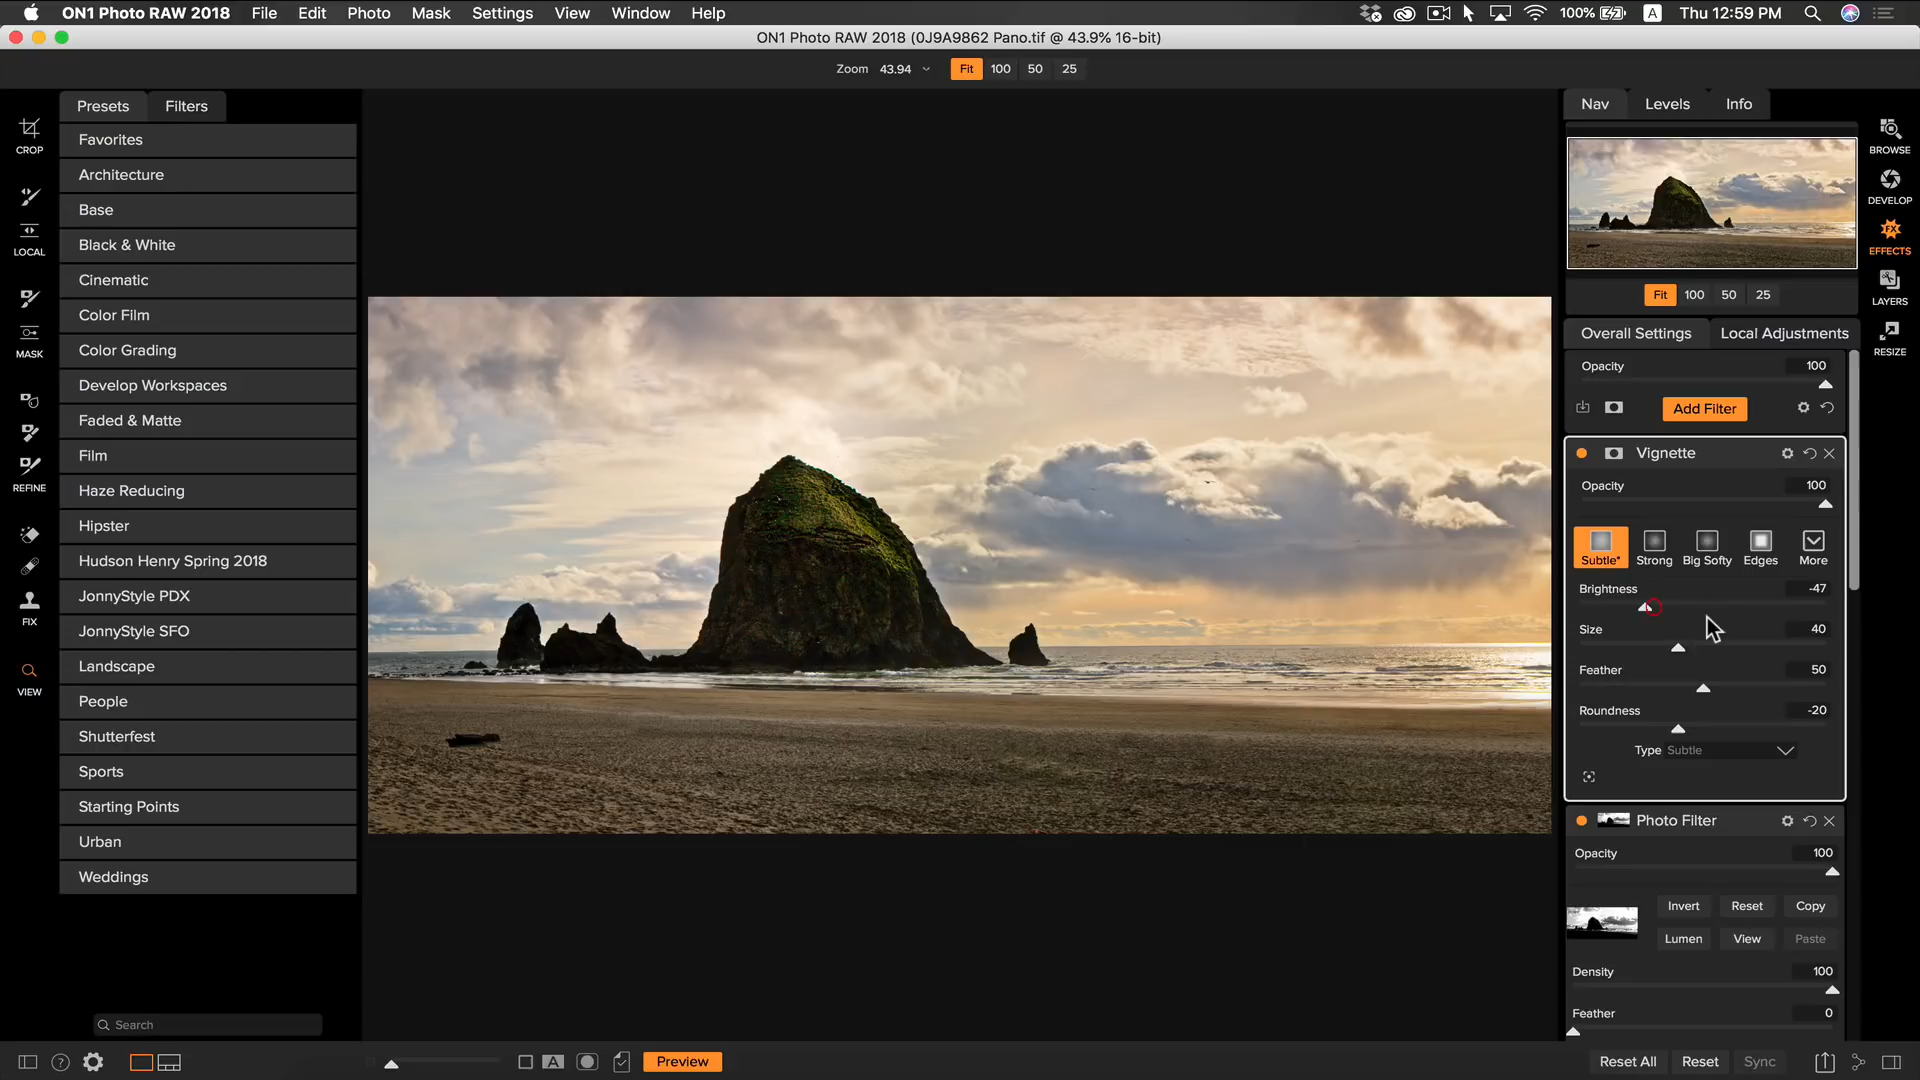 ON1 Photo RAW 2018 File Edit Photo Mask Settings View Window Help 100% A Thu 12:59 PM
ON1 Photo RAW 2018 (0J9A9862 Pano.tif @ 43.9% 16-bit)
Zoom 43.94 Fit 100 50 25
Presets Filters
Favorites
Architecture
Base
Black & White
Cinematic
Color Film
Color Grading
Develop Workspaces
Faded & Matte
Film
Haze Reducing
Hipster
Hudson Henry Spring 2018
JonnyStyle PDX
JonnyStyle SFO
Landscape
People
Shutterfest
Sports
Starting Points
Urban
Weddings
Search
CROP
LOCAL
MASK
REFINE
FIX
VIEW
Nav Levels Info
Fit 100 50 25
Overall Settings Local Adjustments
Opacity 100
Add Filter
Vignette
Opacity 100
Subtle* Strong Big Softy Edges More
Brightness -47
Size 40
Feather 50
Roundness -20
Type Subtle
Photo Filter
Opacity 100
Invert Reset Copy
Lumen View Paste
Density 100
Feather 0
BROWSE
DEVELOP
FX
EFFECTS
LAYERS
RESIZE
? A Preview Reset All Reset Sync